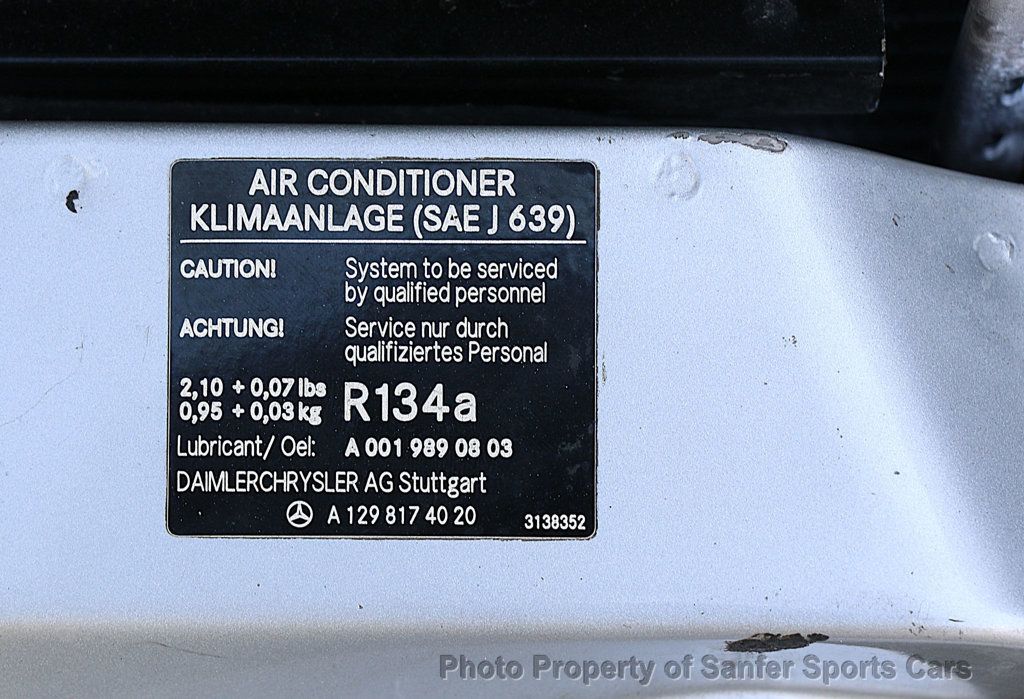 AIR CONDITIONER
KLIMAANLAGE (SAE J 639)
CAUTION! System to be serviced
by qualified personnel
ACHTUNG! Service nur durch
qualifiziertes Personal
2,10 + 0,07 lbs
0,95 + 0,03 kg R134a
Lubricant/ Oel: A 001 989 08 03
DAIMLERCHRYSLER AG Stuttgart
A 129 817 40 20 3138352
Photo Property of Sanfer Sports Cars